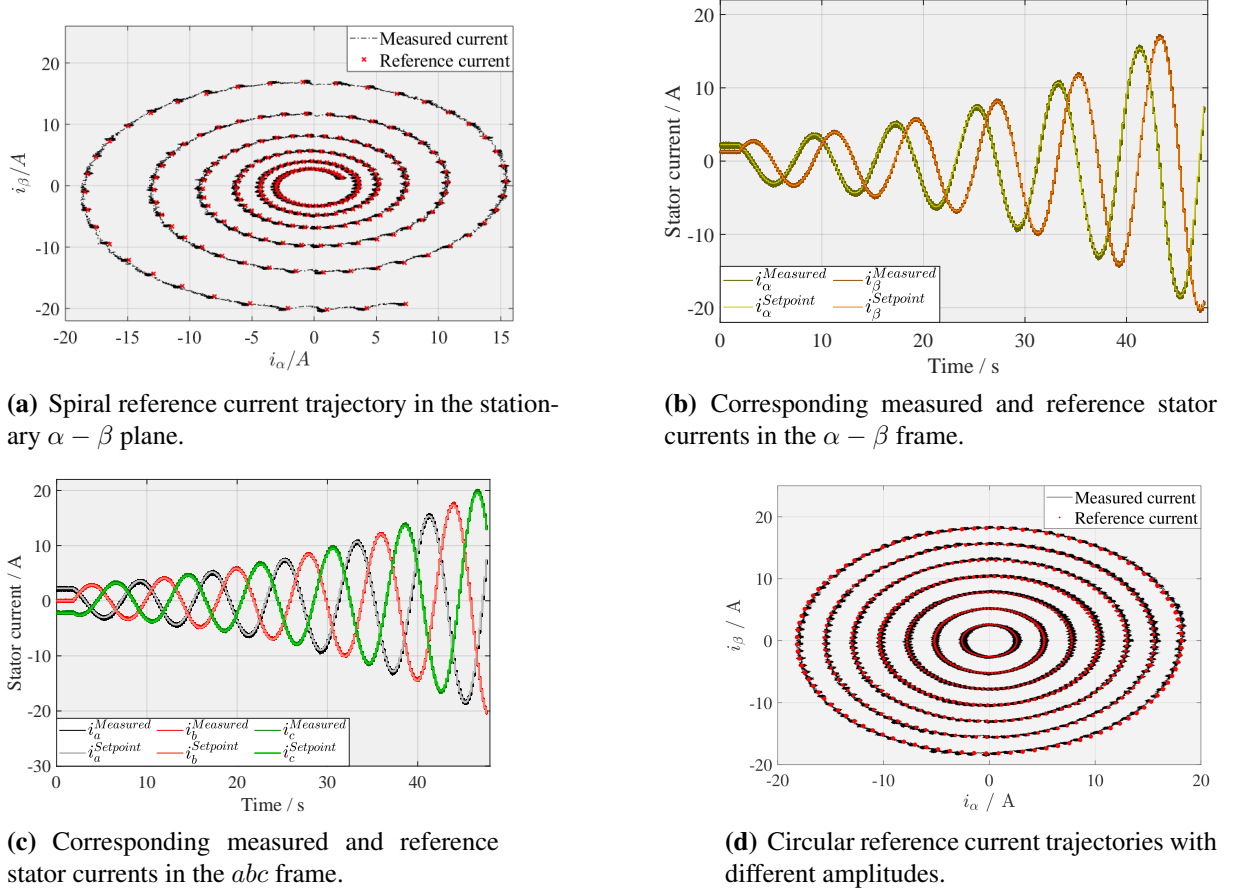 Measured current
Reference current
20
10
0
-10
-20
-20 -15 -10 -5 0 5 10 15
i_β/A
i_α/A
(a) Spiral reference current trajectory in the station-
ary α − β plane.
20
10
0
-10
-20
0 10 20 30 40
Stator current / A
Time / s
i_α^Measured i_β^Measured
i_α^Setpoint i_β^Setpoint
(b) Corresponding measured and reference stator
currents in the α − β frame.
20
10
0
-10
-20
-30
0 10 20 30 40
Stator current / A
Time / s
i_a^Measured i_b^Measured i_c^Measured
i_a^Setpoint i_b^Setpoint i_c^Setpoint
(c) Corresponding measured and reference
stator currents in the abc frame.
Measured current
Reference current
20
10
0
-10
-20
-20 -10 0 10 20
i_β / A
i_α / A
(d) Circular reference current trajectories with
different amplitudes.